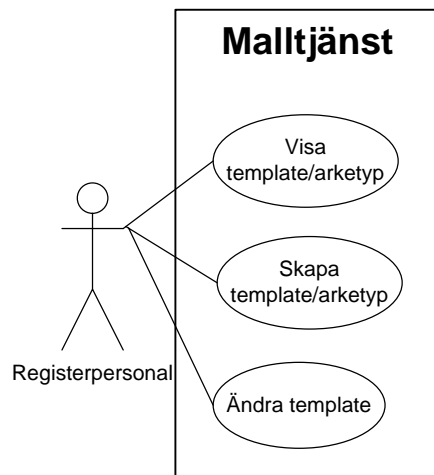 Malltjänst
Visa
template/arketyp
Skapa
template/arketyp
Registerpersonal
Ändra template